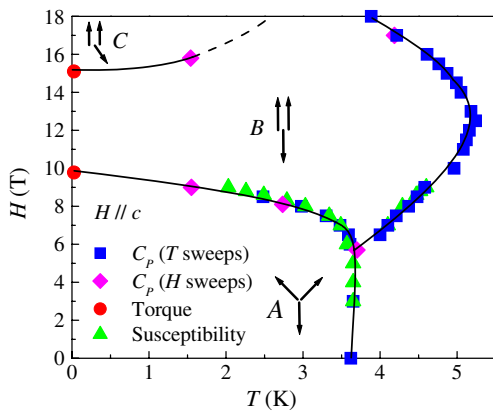 18
16
14
12
10
8
6
4
2
0
H (T)
C
B
A
H // c
C_P (T sweeps)
C_P (H sweeps)
Torque
Susceptibility
0 1 2 3 4 5
T (K)